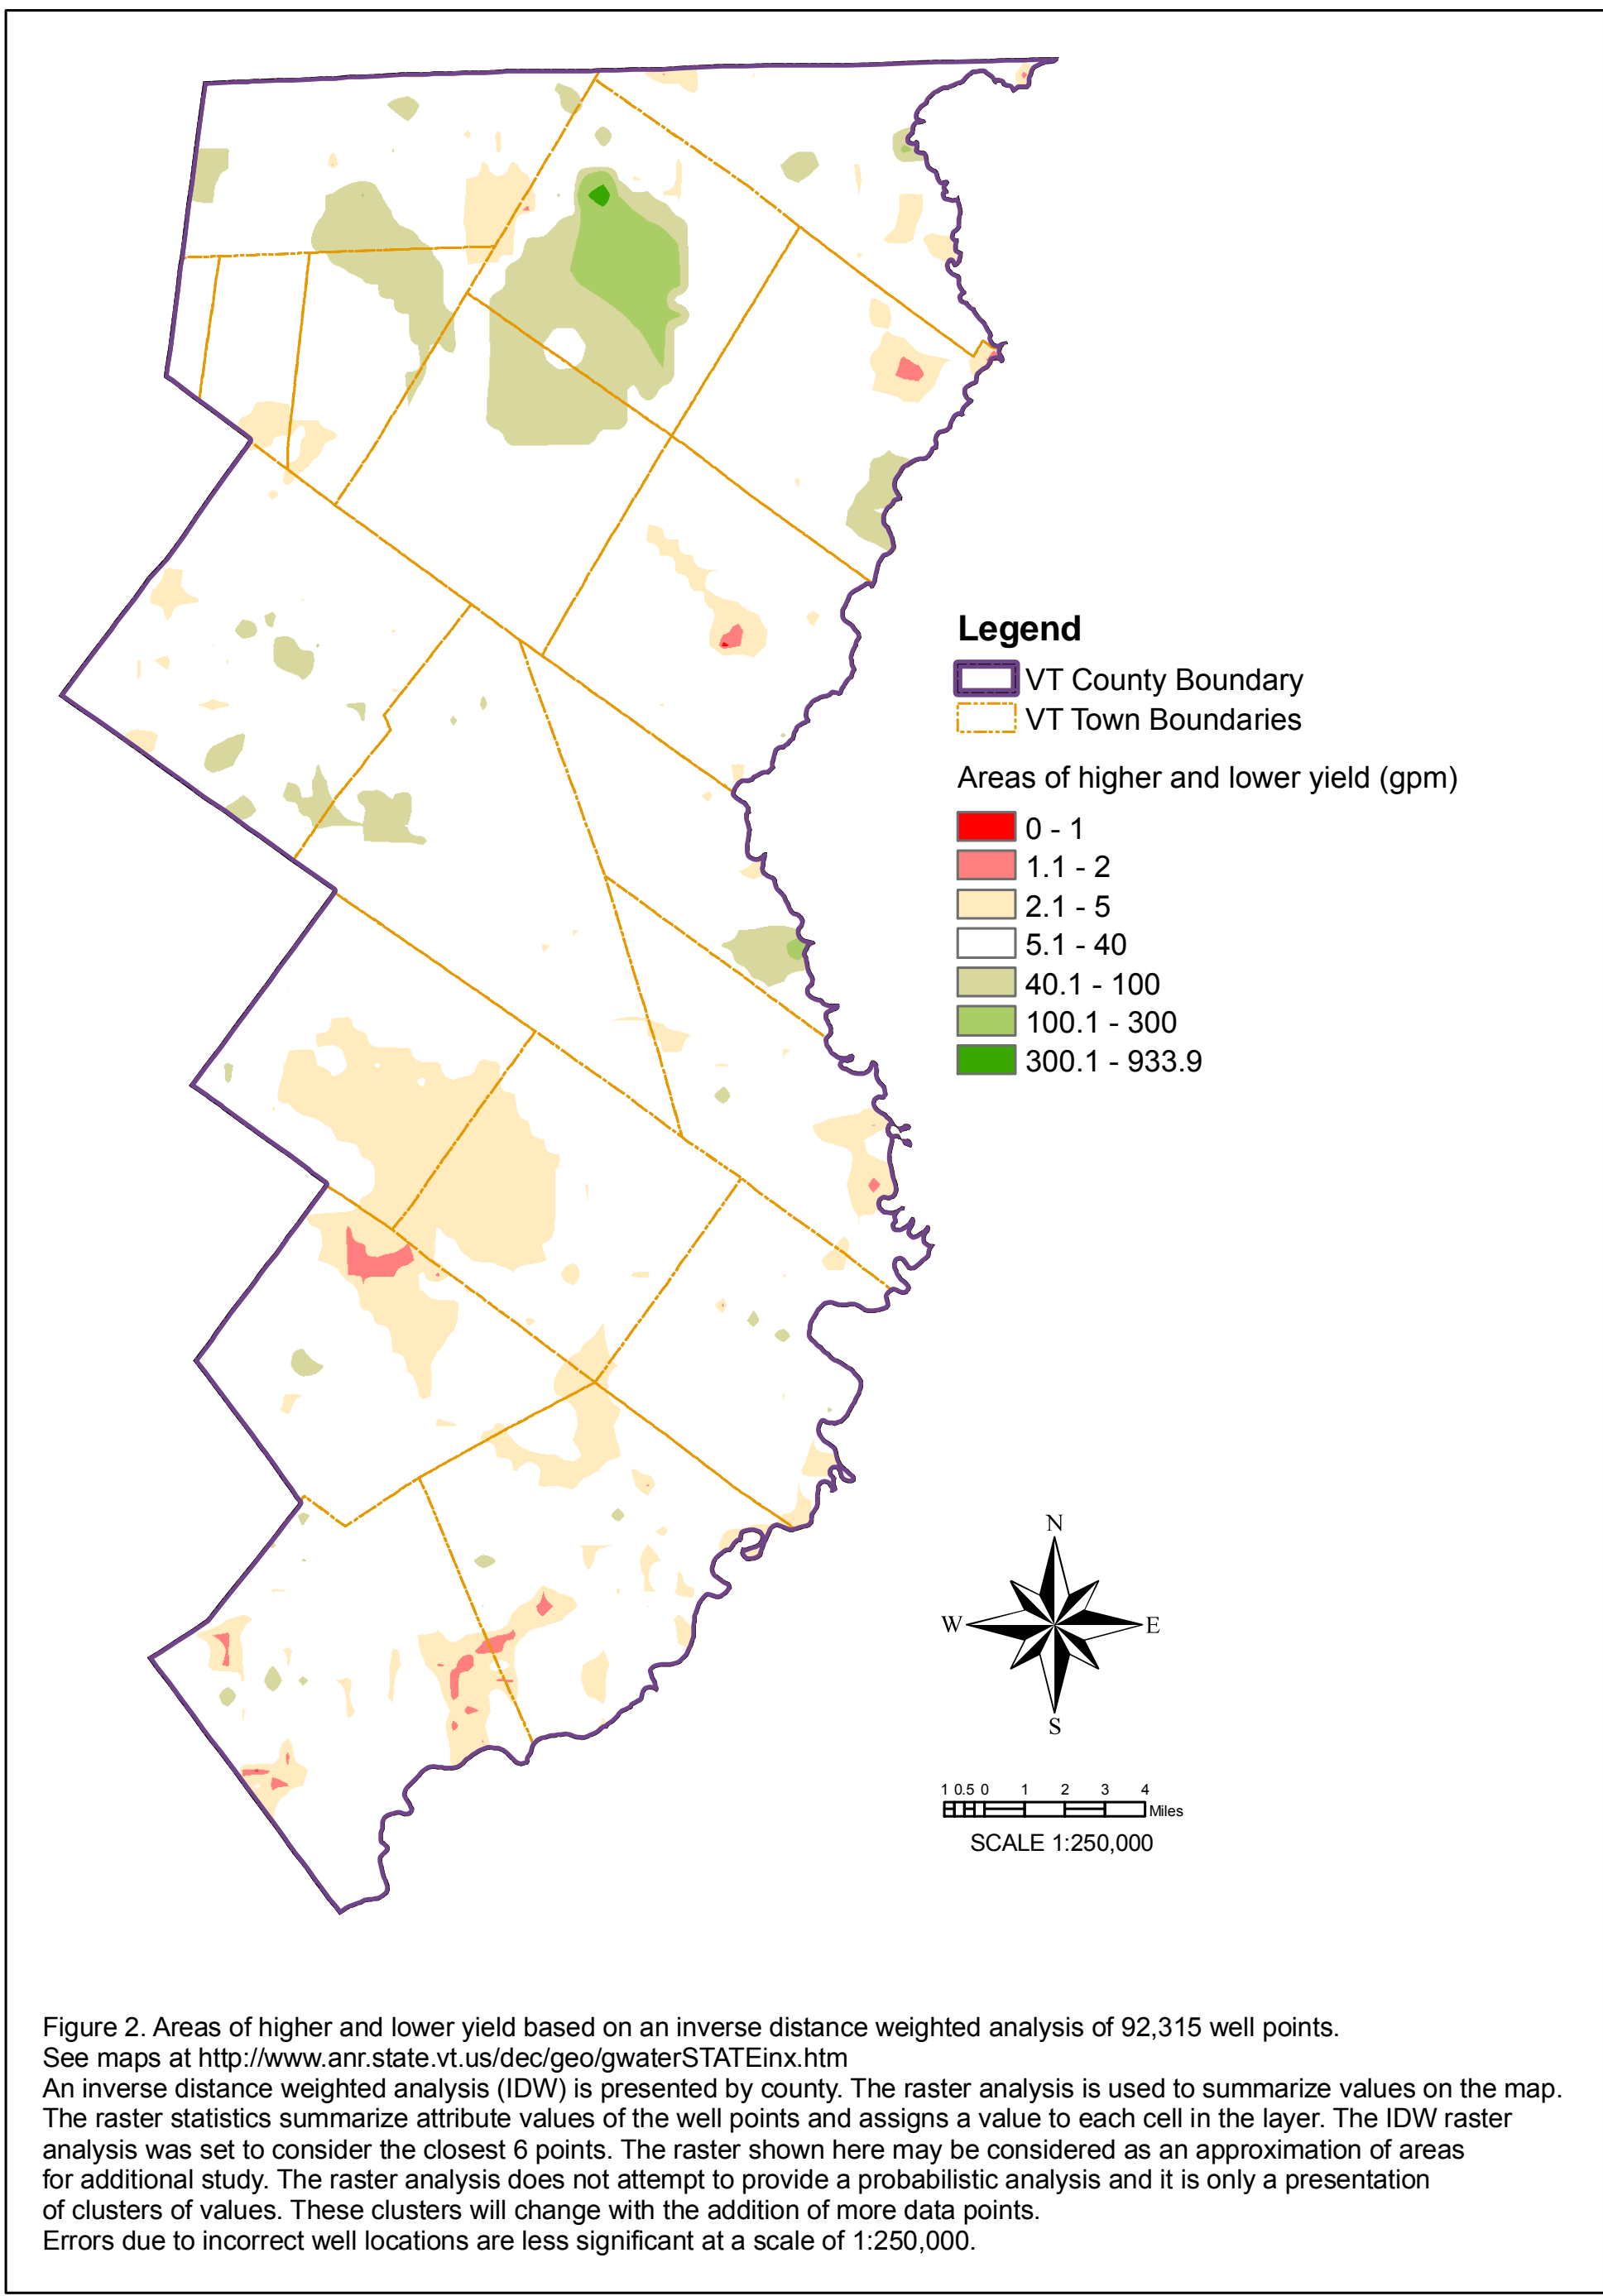 Legend
VT County Boundary
VT Town Boundaries
Areas of higher and lower yield (gpm)
0 - 1
1.1 - 2
2.1 - 5
5.1 - 40
40.1 - 100
100.1 - 300
300.1 - 933.9
N
W E
S
1 0.5 0 1 2 3 4
Miles
SCALE 1:250,000
Figure 2. Areas of higher and lower yield based on an inverse distance weighted analysis of 92,315 well points.
See maps at http://www.anr.state.vt.us/dec/geo/gwaterSTATEinx.htm
An inverse distance weighted analysis (IDW) is presented by county. The raster analysis is used to summarize values on the map.
The raster statistics summarize attribute values of the well points and assigns a value to each cell in the layer. The IDW raster
analysis was set to consider the closest 6 points. The raster shown here may be considered as an approximation of areas
for additional study. The raster analysis does not attempt to provide a probabilistic analysis and it is only a presentation
of clusters of values. These clusters will change with the addition of more data points.
Errors due to incorrect well locations are less significant at a scale of 1:250,000.